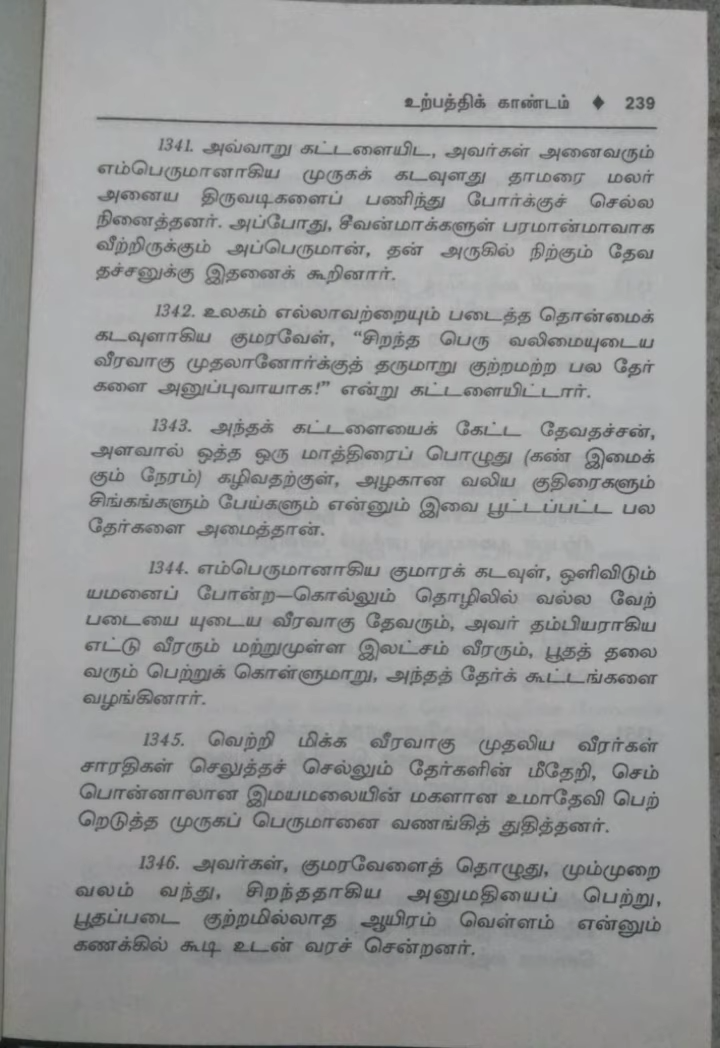 உற்பத்திக் காண்டம் ♦ 239
1341. அவ்வாறு கட்டளையிட, அவர்கள் அனைவரும்
எம்பெருமானாகிய முருகக் கடவுளது தாமரை மலர்
அனைய திருவடிகளைப் பணிந்து போர்க்குச் செல்ல
நினைத்தனர். அப்போது, சீவன்மாக்களுள் பரமான்மாவாக
வீற்றிருக்கும் அப்பெருமான், தன் அருகில் நிற்கும் தேவ
தச்சனுக்கு இதனைக் கூறினார்.
1342. உலகம் எல்லாவற்றையும் படைத்த தொன்மைக்
கடவுளாகிய குமரவேள், “சிறந்த பெரு வலிமையுடைய
வீரவாகு முதலானோர்க்குத் தருமாறு குற்றமற்ற பல தேர்
களை அனுப்புவாயாக!” என்று கட்டளையிட்டார்.
1343. அந்தக் கட்டளையைக் கேட்ட தேவதச்சன்,
அளவால் ஒத்த ஒரு மாத்திரைப் பொழுது (கண் இமைக்
கும் நேரம்) கழிவதற்குள், அழகான வலிய குதிரைகளும்
சிங்கங்களும் பேய்களும் என்னும் இவை பூட்டப்பட்ட பல
தேர்களை அமைத்தான்.
1344. எம்பெருமானாகிய குமாரக் கடவுள், ஒளிவிடும்
யமனைப் போன்ற—கொல்லும் தொழிலில் வல்ல வேற்
படையை யுடைய வீரவாகு தேவரும், அவர் தம்பியராகிய
எட்டு வீரரும் மற்றுமுள்ள இலட்சம் வீரரும், பூதத் தலை
வரும் பெற்றுக் கொள்ளுமாறு, அந்தத் தேர்க் கூட்டங்களை
வழங்கினார்.
1345. வெற்றி மிக்க வீரவாகு முதலிய வீரர்கள்
சாரதிகள் செலுத்தச் செல்லும் தேர்களின் மீதேறி, செம்
பொன்னாலான இமயமலையின் மகளான உமாதேவி பெற்
றெடுத்த முருகப் பெருமானை வணங்கித் துதித்தனர்.
1346. அவர்கள், குமரவேளைத் தொழுது, மும்முறை
வலம் வந்து, சிறந்ததாகிய அனுமதியைப் பெற்று,
பூதப்படை குற்றமில்லாத ஆயிரம் வெள்ளம் என்னும்
கணக்கில் கூடி உடன் வரச் சென்றனர்.